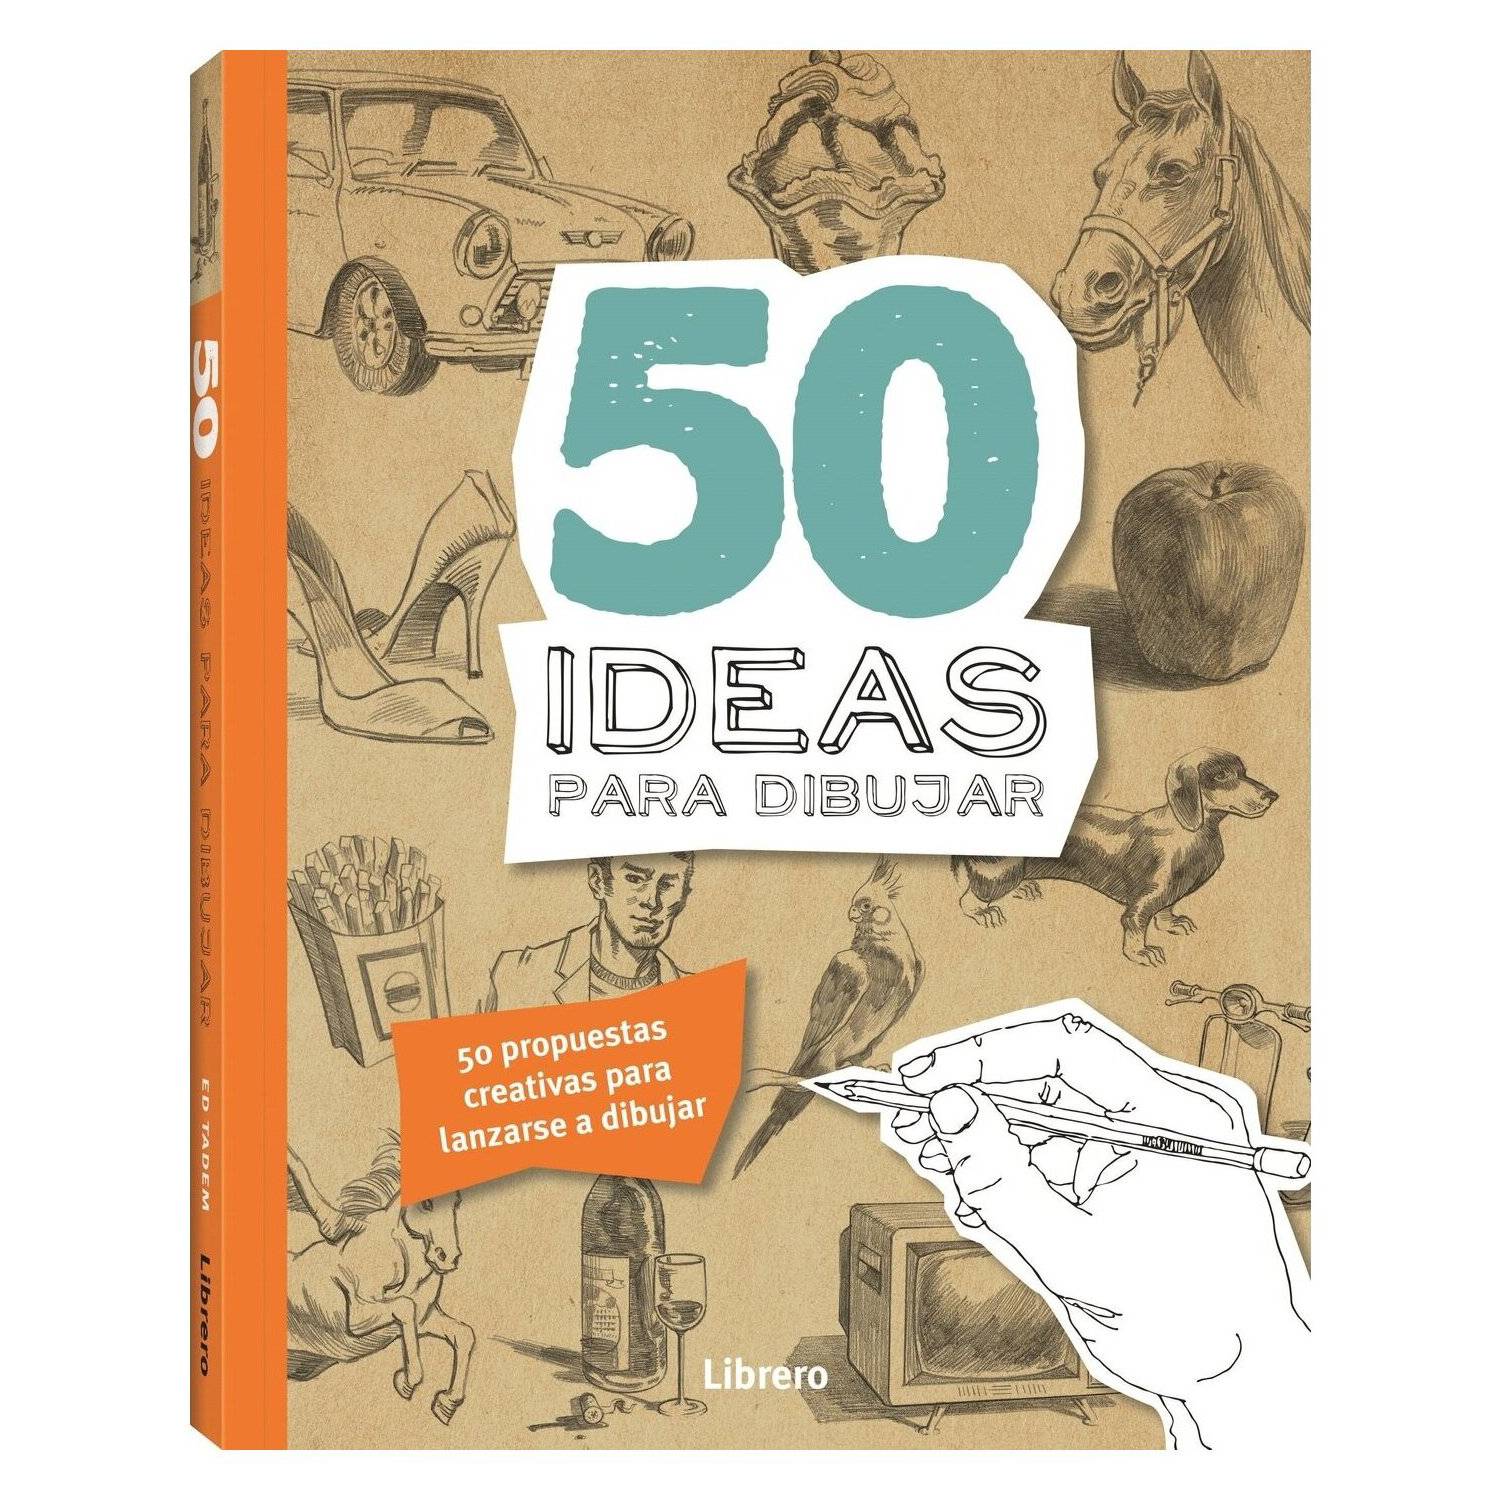 50
IDEAS
PARA DIBUJAR
50 propuestas
creativas para
lanzarse a dibujar
Librero
50 IDEAS PARA DIBUJAR ED TADEM Librero